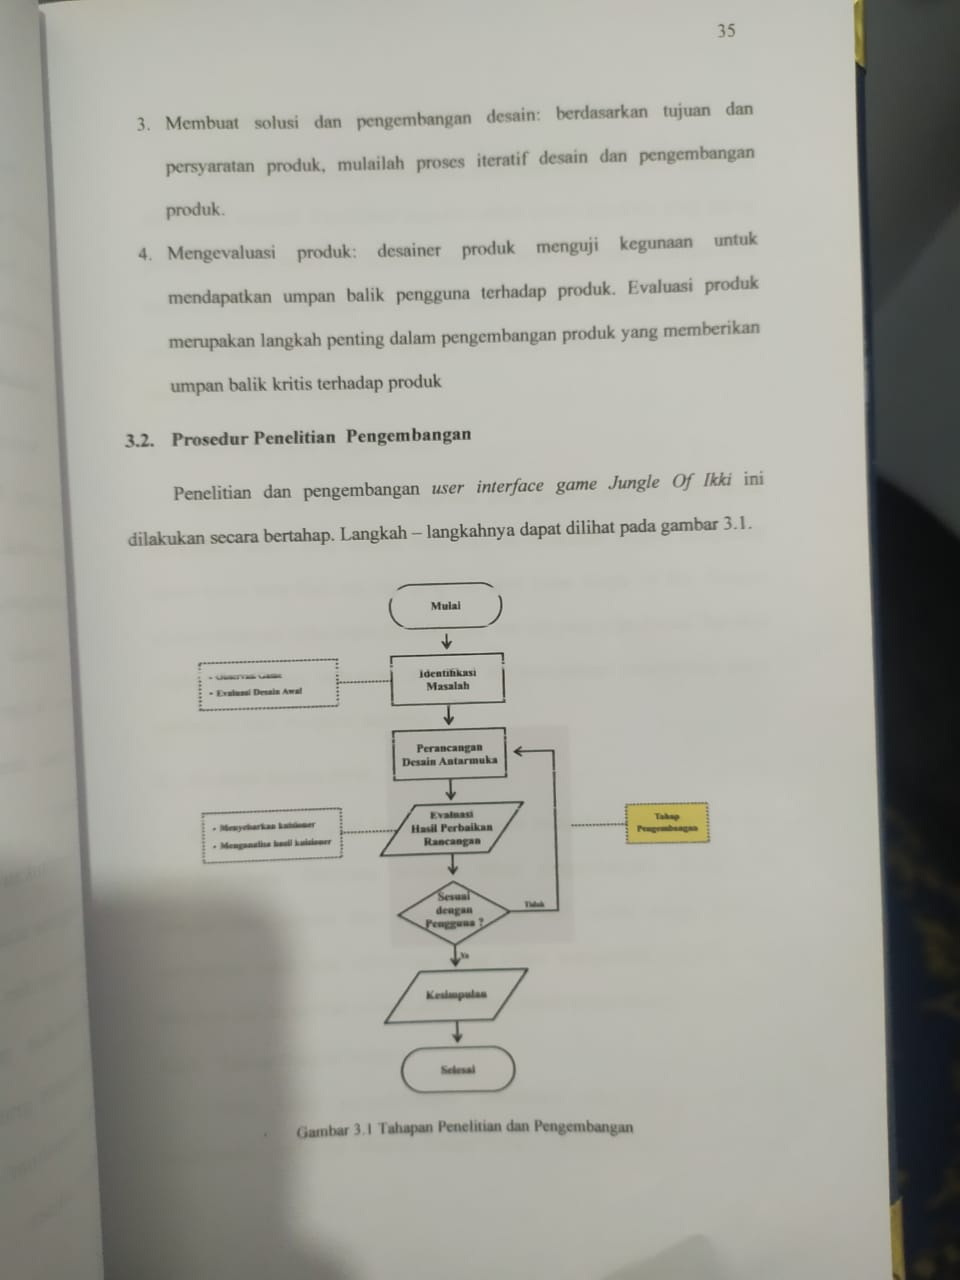 35
3. Membuat solusi dan pengembangan desain: berdasarkan tujuan dan
persyaratan produk, mulailah proses iteratif desain dan pengembangan
produk.
4. Mengevaluasi produk: desainer produk menguji kegunaan untuk
mendapatkan umpan balik pengguna terhadap produk. Evaluasi produk
merupakan langkah penting dalam pengembangan produk yang memberikan
umpan balik kritis terhadap produk
3.2. Prosedur Penelitian Pengembangan
Penelitian dan pengembangan user interface game Jungle Of Ikki ini
dilakukan secara bertahap. Langkah – langkahnya dapat dilihat pada gambar 3.1.
Mulai
Identifikasi
Masalah
- Evaluasi Desain Awal
Perancangan
Desain Antarmuka
Evaluasi
Hasil Perbaikan
Rancangan
- Menyebarkan kuisioner
- Menganalisa hasil kuisioner
Tahap
Pengembangan
Sesuai
dengan
Pengguna ?
Tidak
Ya
Kesimpulan
Selesai
Gambar 3.1 Tahapan Penelitian dan Pengembangan